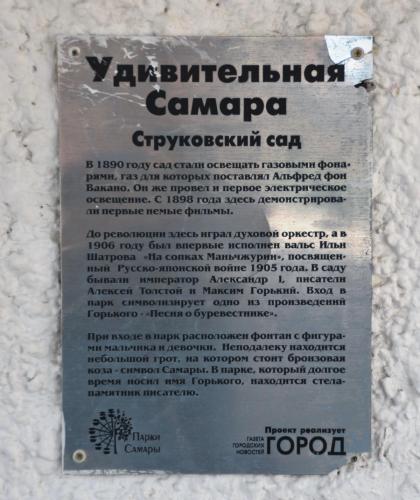 Удивительная
Самара
Струковский сад
В 1890 году сад стали освещать газовыми фона-
рями, газ для которых поставлял Альфред фон
Вакано. Он же провел и первое электрическое
освещение. С 1898 года здесь демонстрирова-
ли первые немые фильмы.
До революции здесь играл духовой оркестр, а в
1906 году был впервые исполнен вальс Ильи
Шатрова «На сопках Маньчжурии», посвящен-
ный Русско-японской войне 1905 года. В саду
бывали император Александр I, писатели
Алексей Толстой и Максим Горький. Вход в
парк символизирует одно из произведений
Горького - «Песня о буревестнике».
При входе в парк расположен фонтан с фигура-
ми мальчика и девочки. Неподалеку находится
небольшой грот, на котором стоит бронзовая
коза - символ Самары. В парке, который долгое
время носил имя Горького, находится стела-
памятник писателю.
Парки
Самары
Проект реализует
ГАЗЕТА
ГОРОДСКИХ
НОВОСТЕЙ
ГОРОД